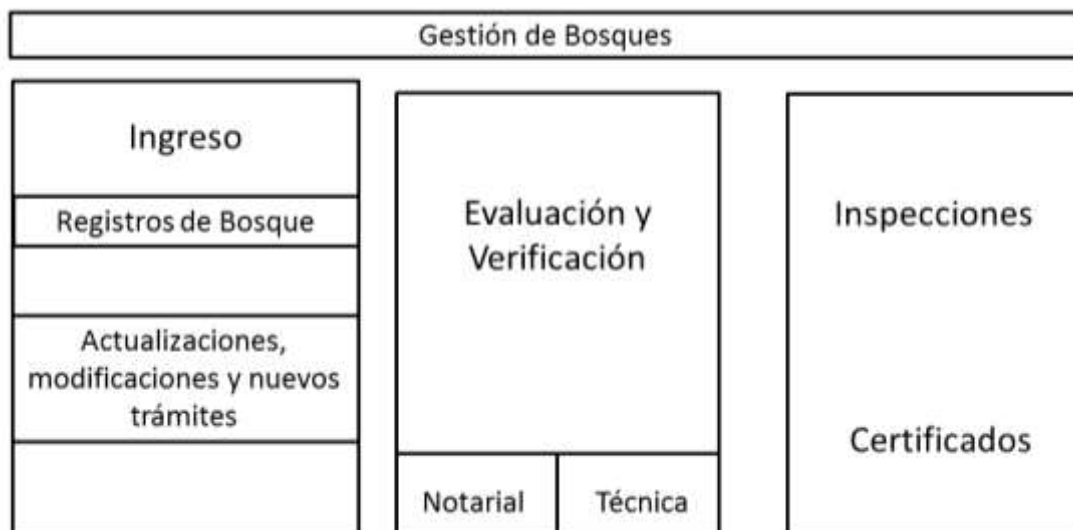 Gestión de Bosques
Ingreso
Registros de Bosque
Actualizaciones,
modificaciones y nuevos
trámites
Evaluación y
Verificación
Notarial
Técnica
Inspecciones
Certificados